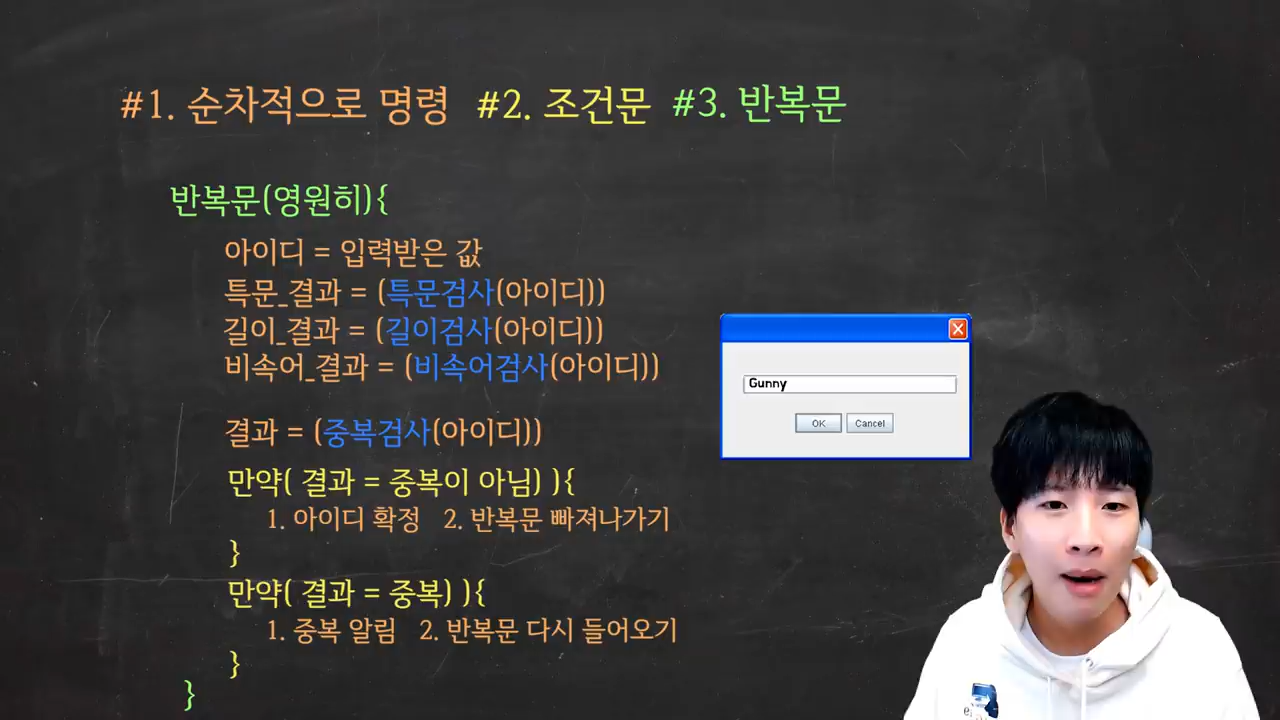 #1. 순차적으로 명령 #2. 조건문 #3. 반복문
반복문(영원히){
아이디 = 입력받은 값
특문_결과 = (특문검사(아이디))
길이_결과 = (길이검사(아이디))
비속어_결과 = (비속어검사(아이디))
결과 = (중복검사(아이디))
만약( 결과 = 중복이 아님) ){
1. 아이디 확정 2. 반복문 빠져나가기
}
만약( 결과 = 중복) ){
1. 중복 알림 2. 반복문 다시 들어오기
}
}
Gunny
OK Cancel